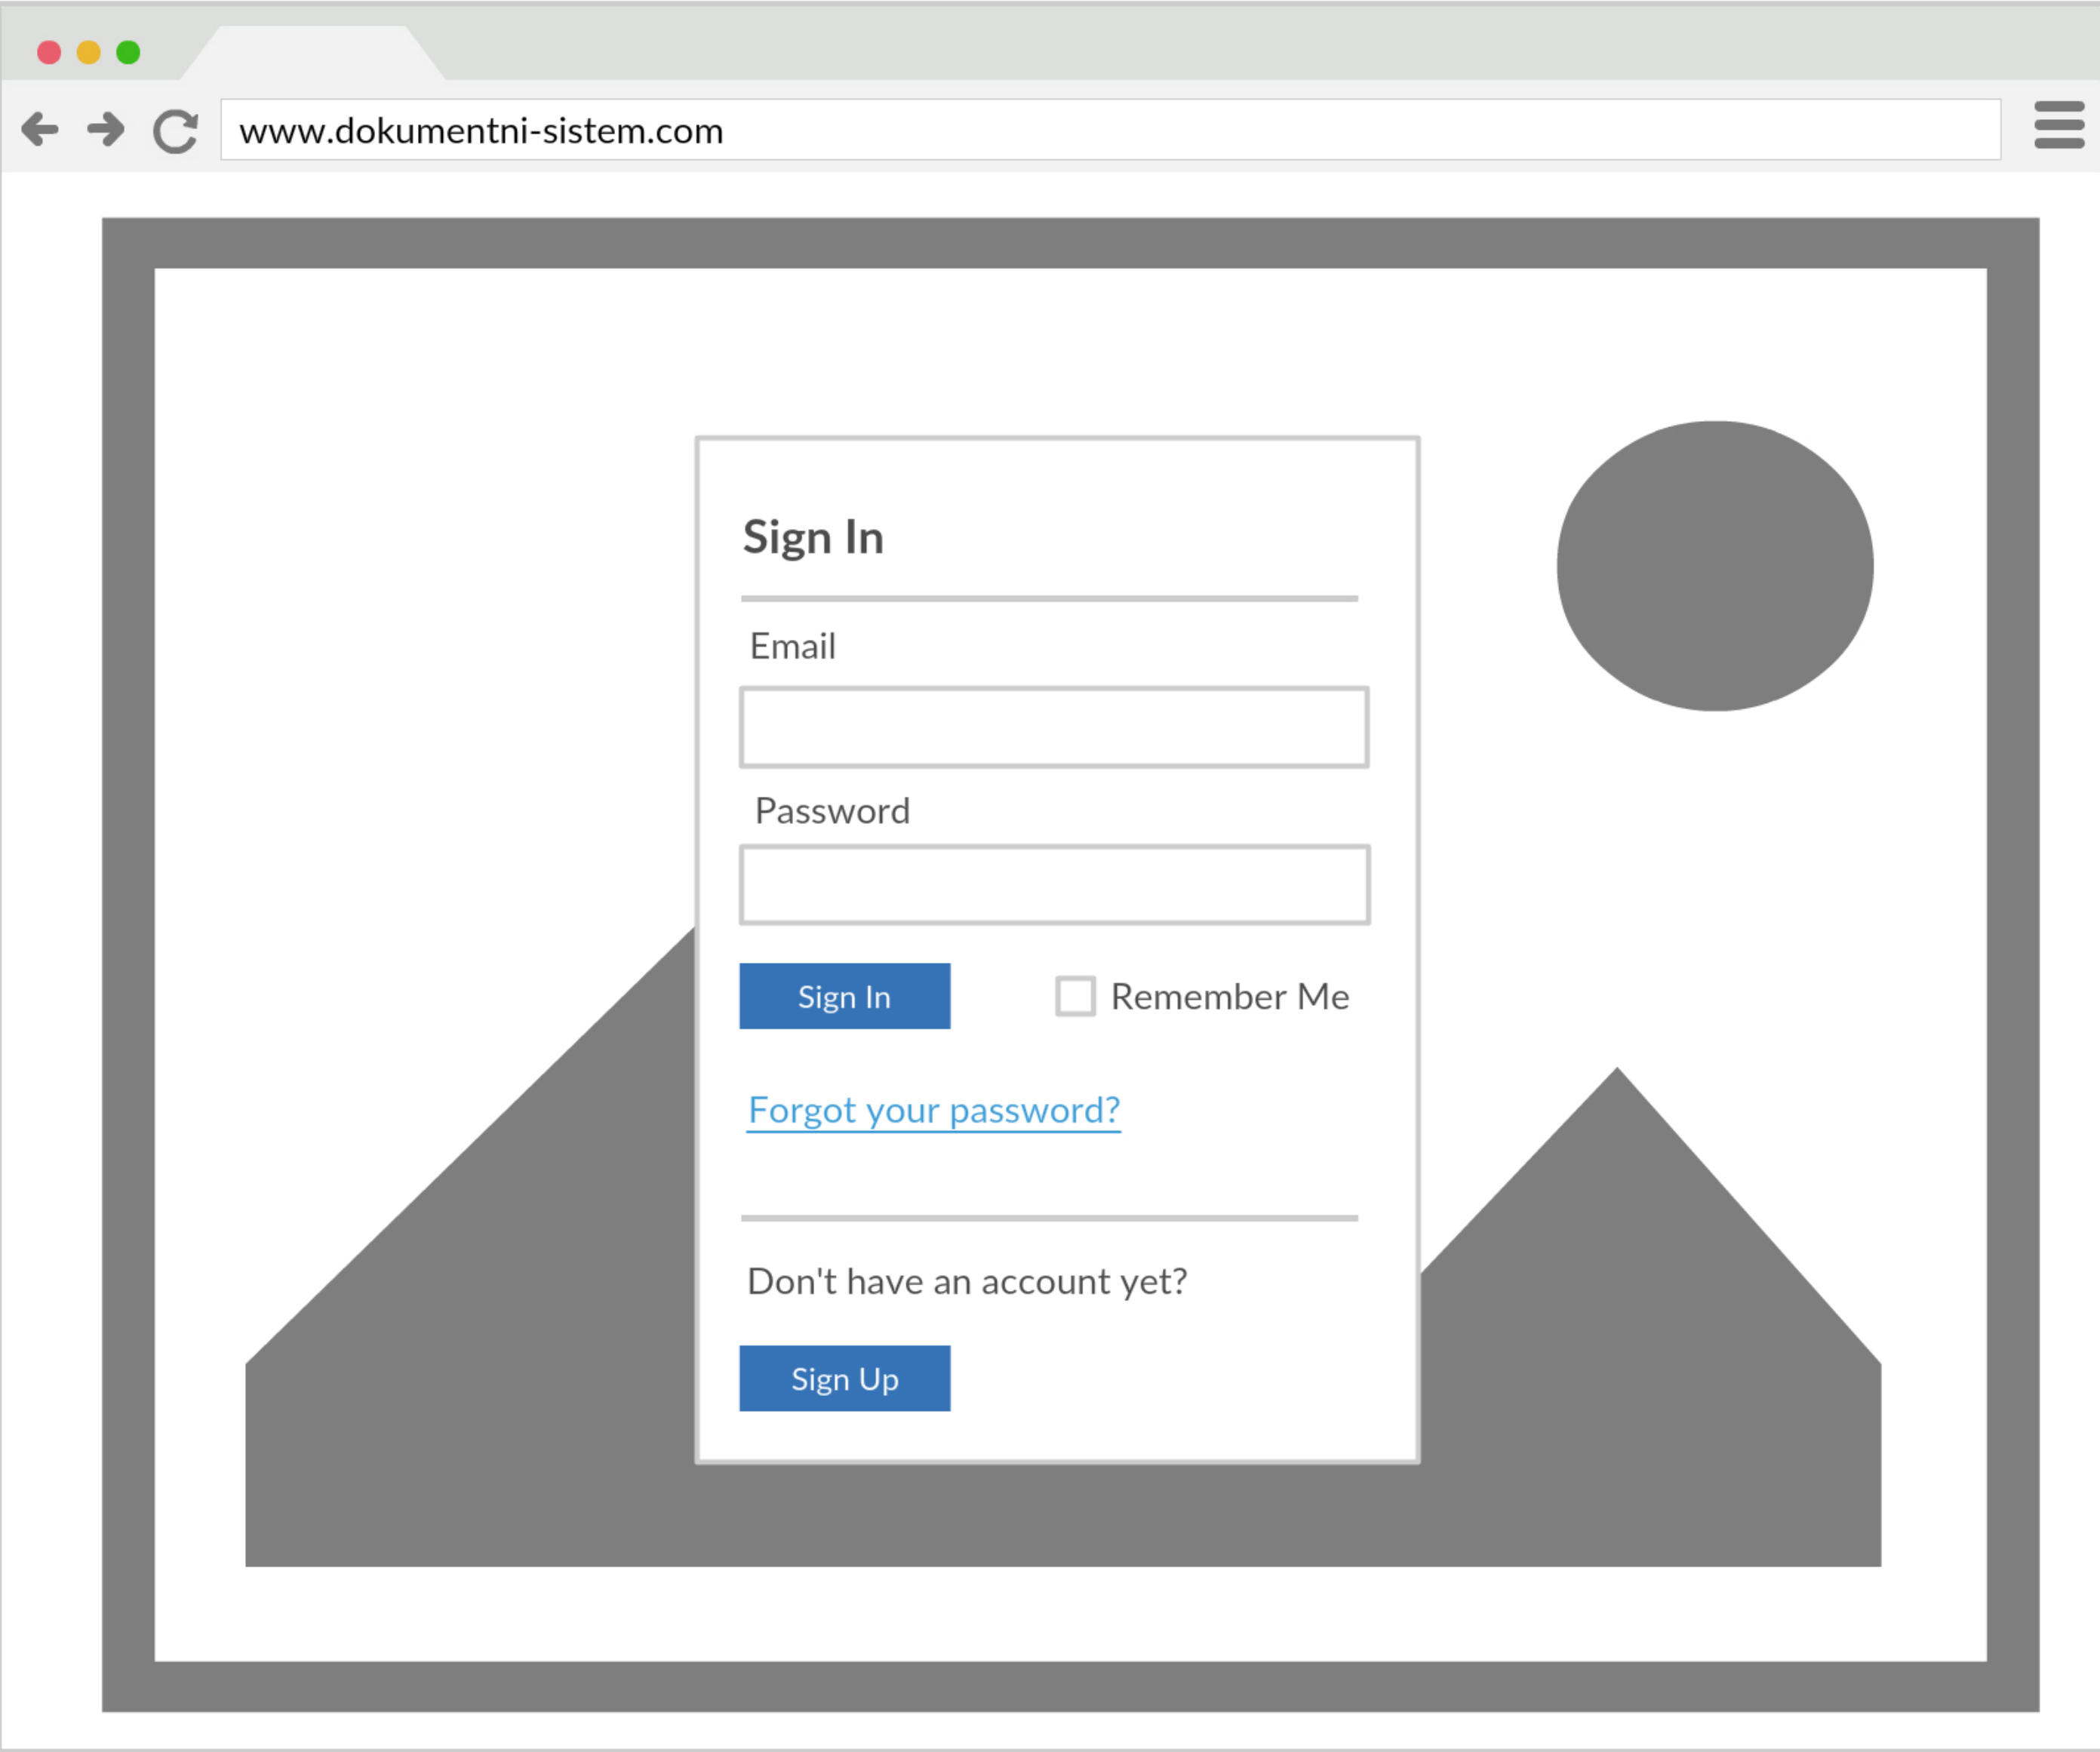 www.dokumentni-sistem.com
Sign In
Email
Password
Sign In
Remember Me
Forgot your password?
Don't have an account yet?
Sign Up